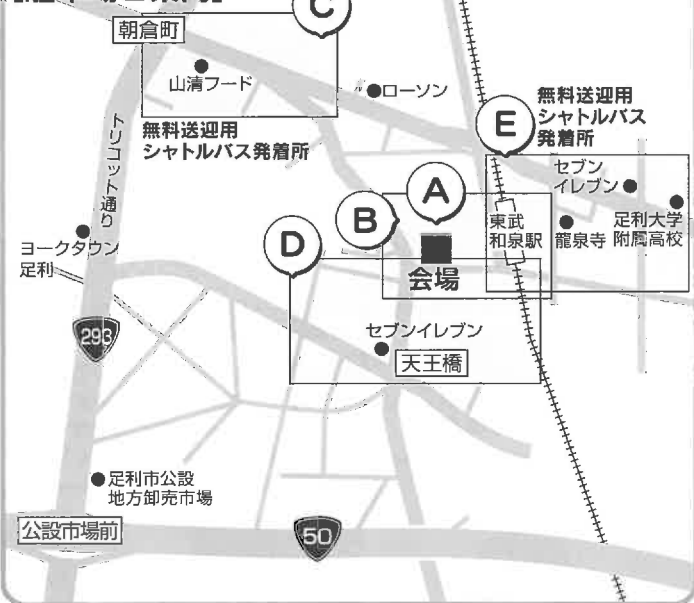 C
朝倉町
山清フード
ローソン
無料送迎用
シャトルバス発着所
無料送迎用
シャトルバス
発着所
E
トリコット通り
セブン
イレブン
足利大学
附属高校
A
B
東武
和泉駅
龍泉寺
D
ヨークタウン
足利
会場
293
セブンイレブン
天王橋
足利市公設
地方卸売市場
公設市場前
50